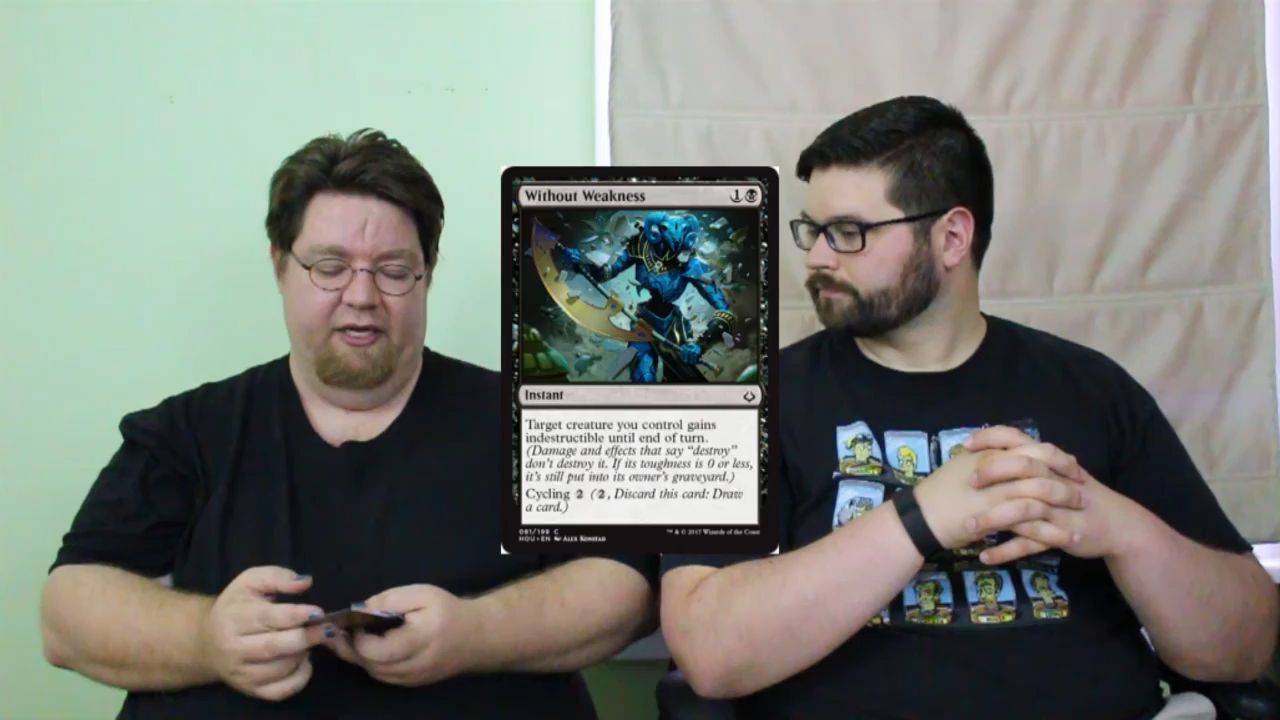 Without Weakness 1
Instant
Target creature you control gains
indestructible until end of turn.
(Damage and effects that say "destroy"
don't destroy it. If its toughness is 0 or less,
it's still put into its owner's graveyard.)
Cycling 2 (2, Discard this card: Draw
a card.)
081/199 C
HOU • EN Alex Konstad
™ & © 2017 Wizards of the Coast